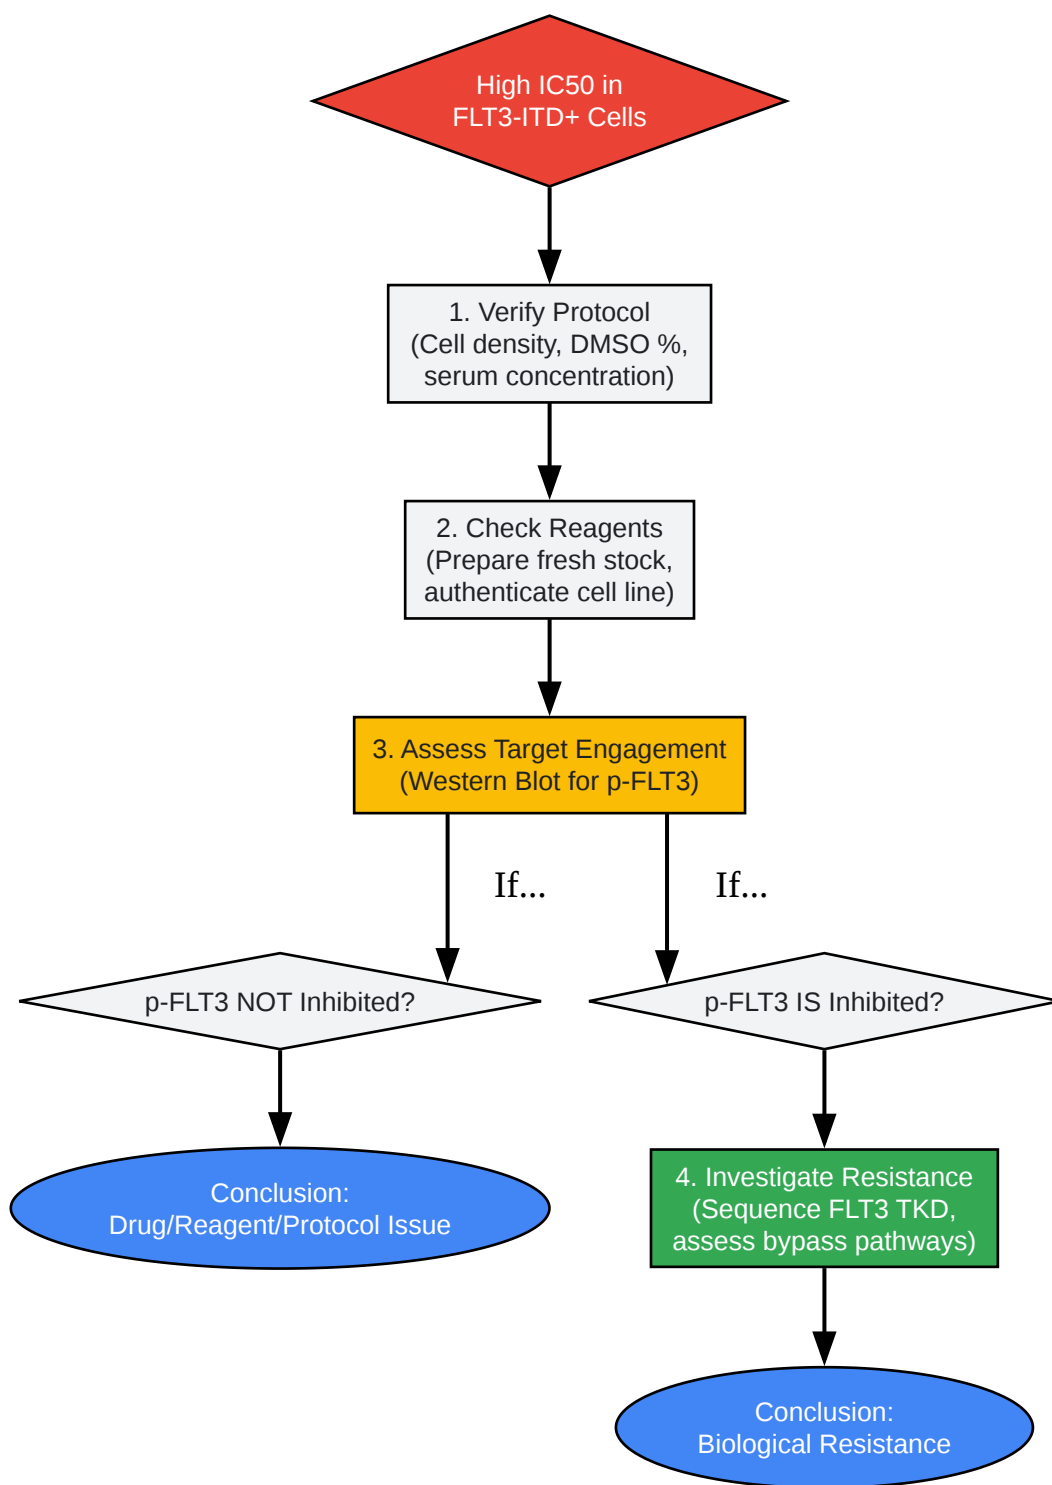 High IC50 in
FLT3-ITD+ Cells
1. Verify Protocol
(Cell density, DMSO %,
serum concentration)
2. Check Reagents
(Prepare fresh stock,
authenticate cell line)
3. Assess Target Engagement
(Western Blot for p-FLT3)
If...
If...
p-FLT3 NOT Inhibited?
p-FLT3 IS Inhibited?
Conclusion:
Drug/Reagent/Protocol Issue
4. Investigate Resistance
(Sequence FLT3 TKD,
assess bypass pathways)
Conclusion:
Biological Resistance